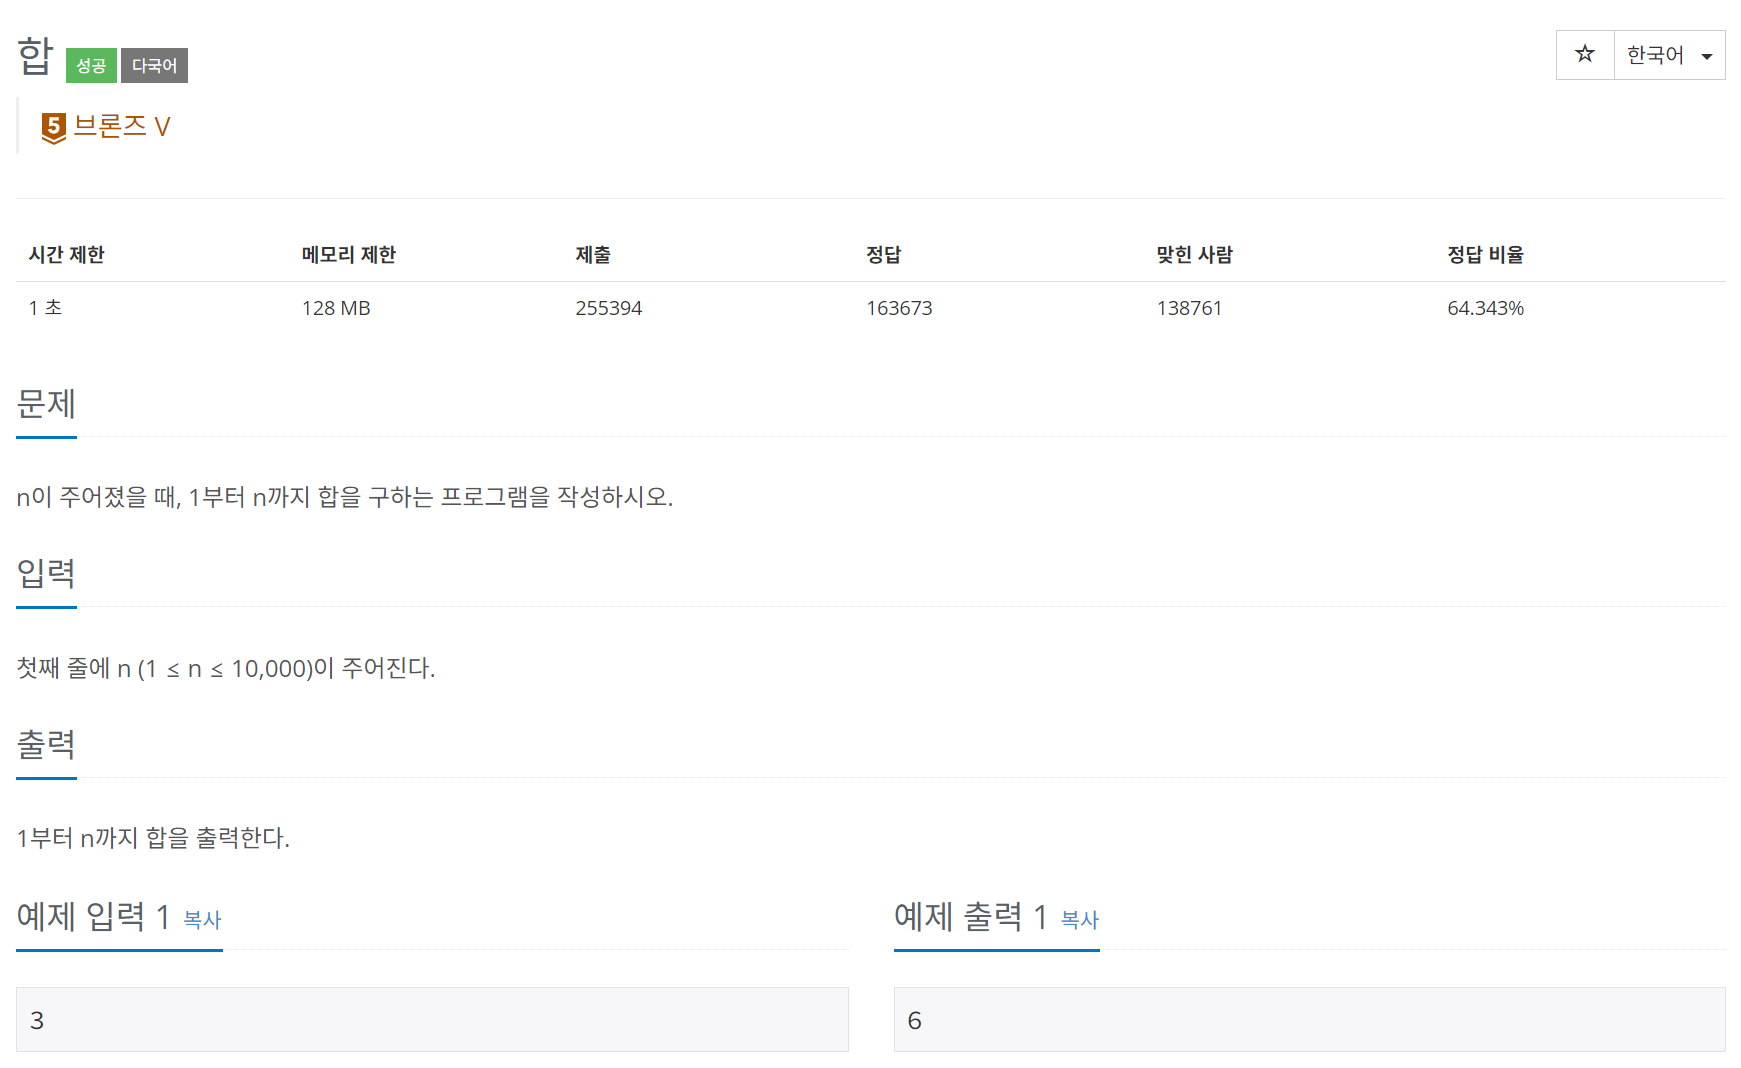 합 성공 다국어
☆ 한국어
5 브론즈 V
시간 제한 메모리 제한 제출 정답 맞힌 사람 정답 비율
1 초 128 MB 255394 163673 138761 64.343%
문제
n이 주어졌을 때, 1부터 n까지 합을 구하는 프로그램을 작성하시오.
입력
첫째 줄에 n (1 ≤ n ≤ 10,000)이 주어진다.
출력
1부터 n까지 합을 출력한다.
예제 입력 1 복사
3
예제 출력 1 복사
6